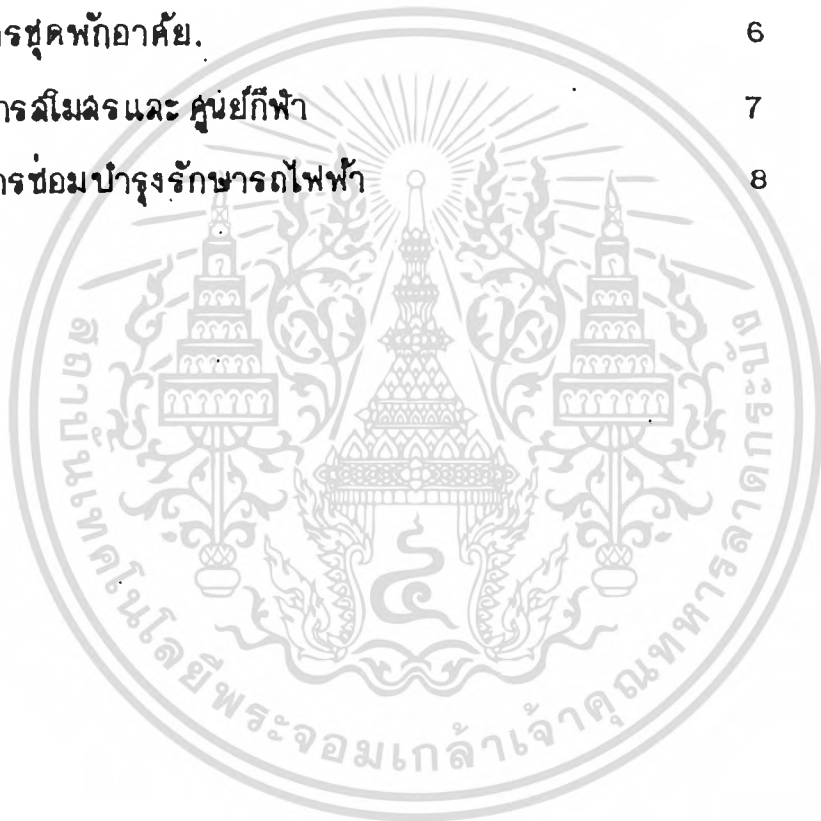 ารชุดพักอาศัย. 6
ารสโมสรและ ศูนย์กีฬา 7
ารซ่อมบำรุงรักษารถไฟฟ้า 8
สถาบันเทคโนโลยีพระจอมเกล้าเจ้าคุณทหารลาดกระบัง
๔